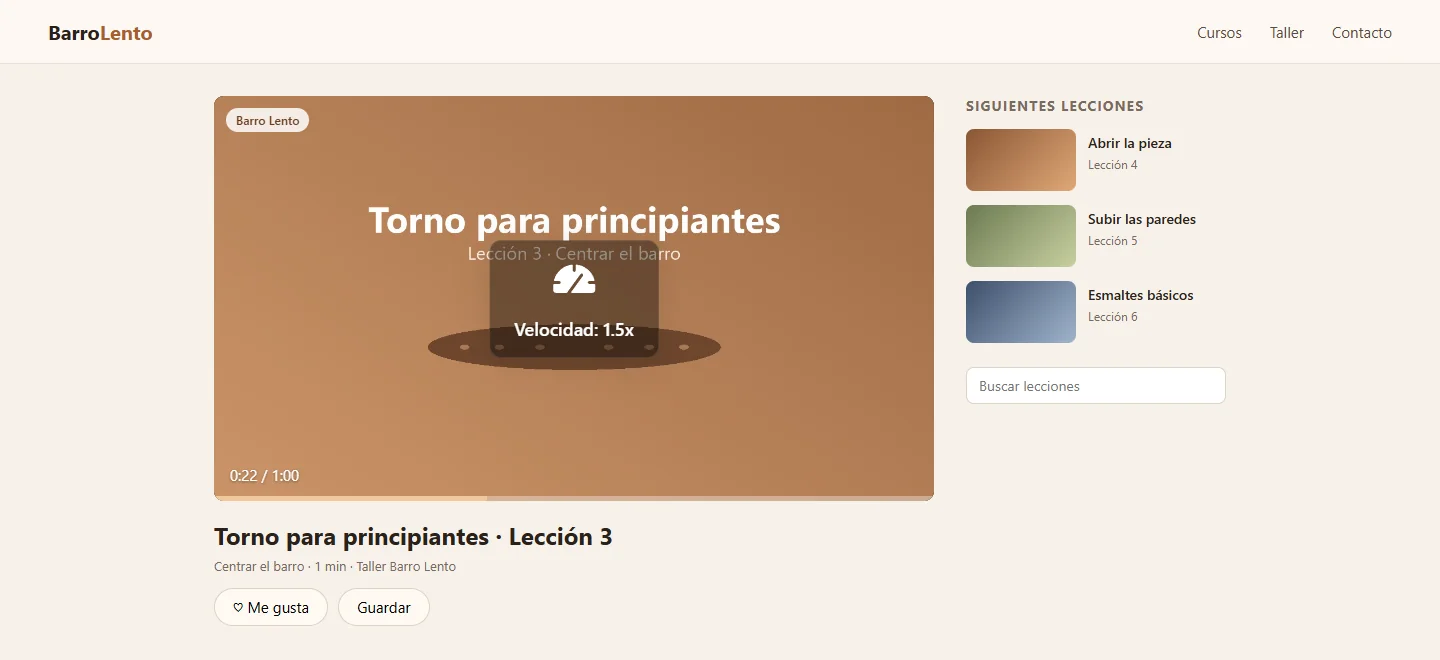 BarroLento
Cursos
Taller
Contacto
Barro Lento
Torno para principiantes
Lección 3 · Centrar el barro
Velocidad: 1.5x
0:22 / 1:00
Torno para principiantes · Lección 3
Centrar el barro · 1 min · Taller Barro Lento
♡ Me gusta
Guardar
SIGUIENTES LECCIONES
Abrir la pieza
Lección 4
Subir las paredes
Lección 5
Esmaltes básicos
Lección 6
Buscar lecciones